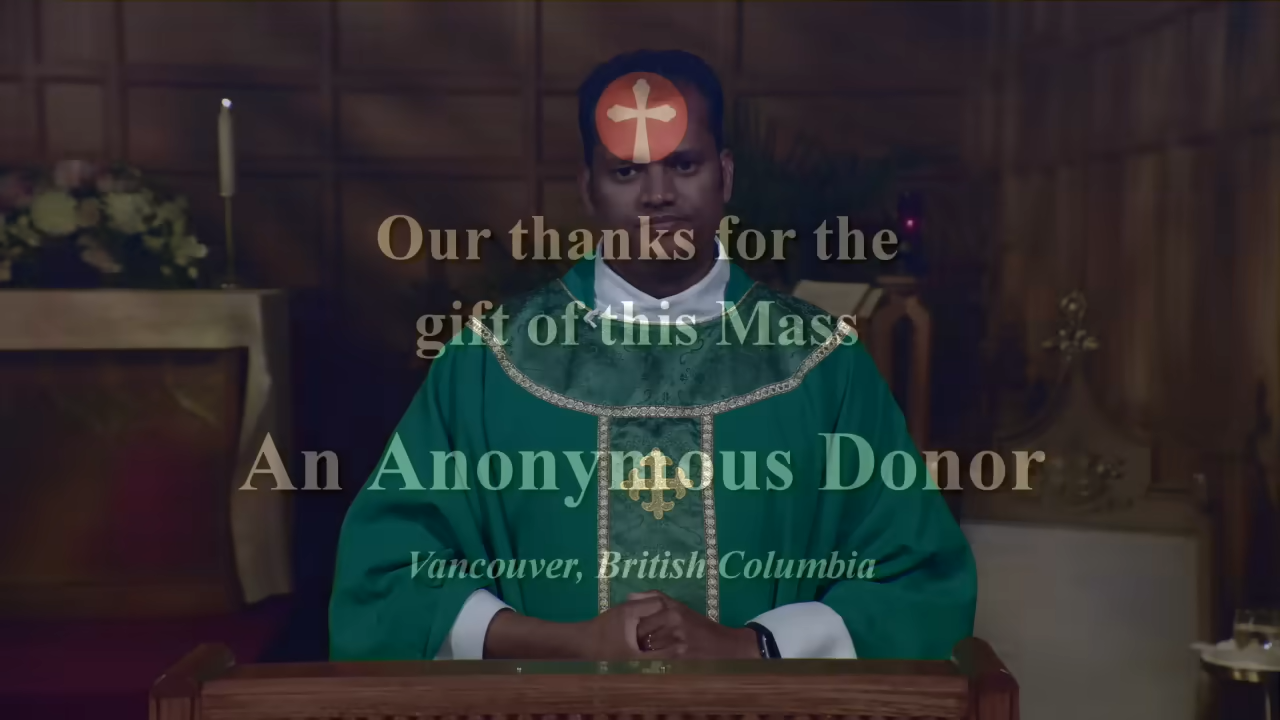 Our thanks for the
gift of this Mass
An Anonymous Donor
Vancouver, British Columbia